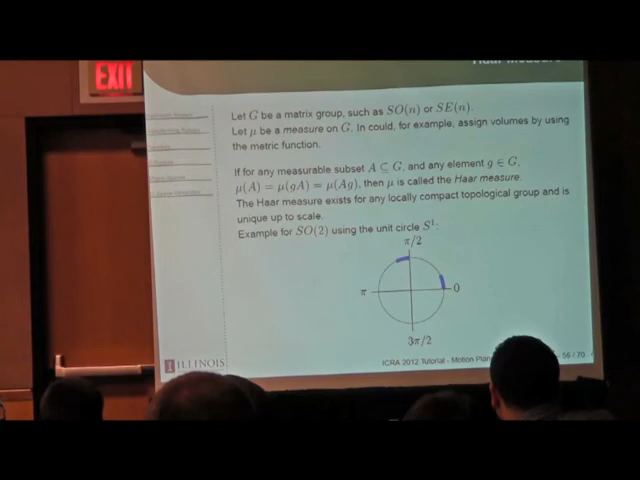 Haar Measure
EXIT
Let G be a matrix group, such as SO(n) or SE(n).
Let μ be a measure on G. In could, for example, assign volumes by using
the metric function.
If for any measurable subset A ⊆ G, and any element g ∈ G,
μ(A) = μ(gA) = μ(Ag), then μ is called the Haar measure.
The Haar measure exists for any locally compact topological group and is
unique up to scale.
Example for SO(2) using the unit circle S¹:
π/2
π
0
3π/2
I ILLINOIS
ICRA 2012 Tutorial - Motion
56 / 70